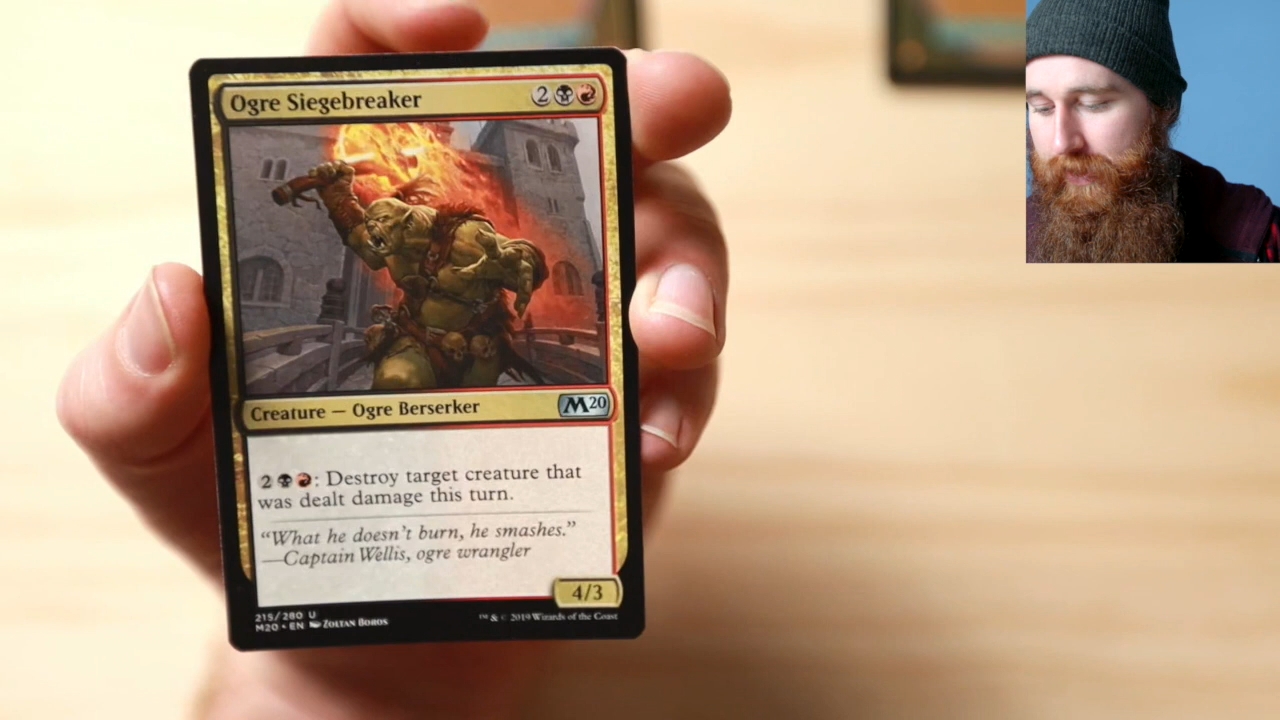 Ogre Siegebreaker 2
Creature — Ogre Berserker M20
2 : Destroy target creature that
was dealt damage this turn.
“What he doesn’t burn, he smashes.”
—Captain Wellis, ogre wrangler
4/3
215/280 U
M20 • EN Zoltan Boros
™ & © 2019 Wizards of the Coast